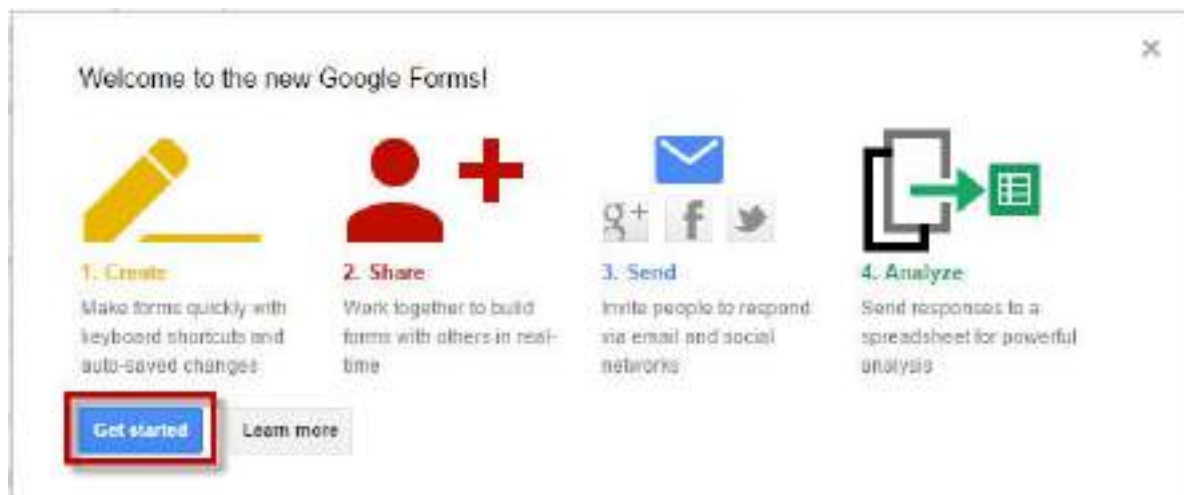 Welcome to the new Google Forms!
g+ f
1. Create
Make forms quickly with
keyboard shortcuts and
auto-saved changes
2. Share
Work together to build
forms with others in real-
time
3. Send
Invite people to respond
via email and social
networks
4. Analyze
Send responses to a
spreadsheet for powerful
analysis
Get started
Learn more